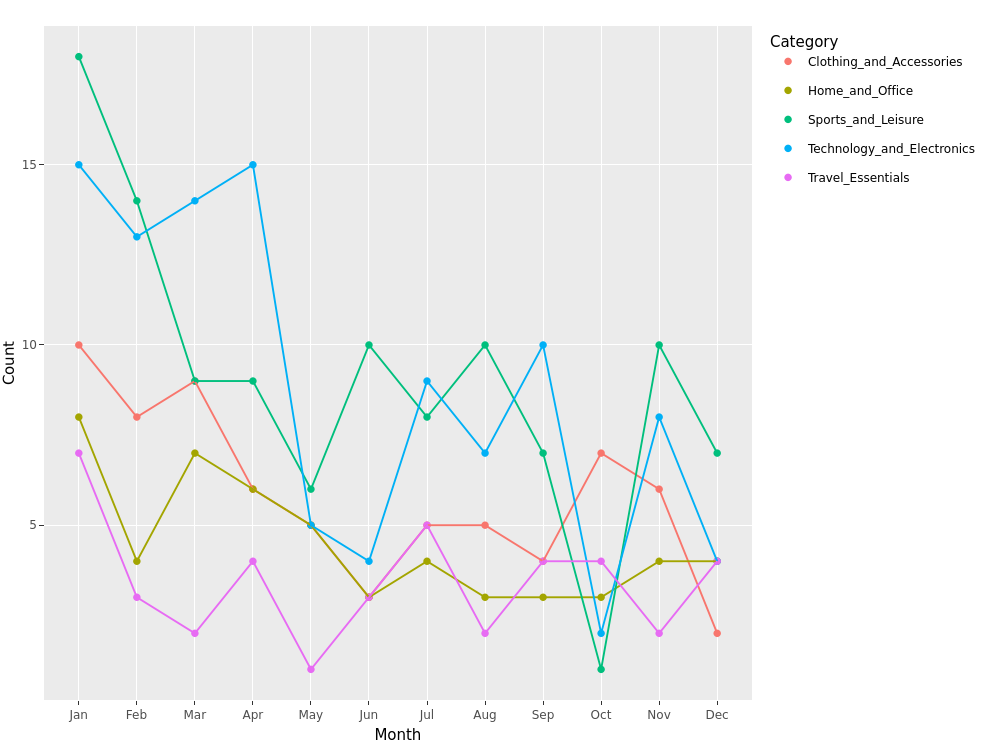 Category
Clothing_and_Accessories
Home_and_Office
Sports_and_Leisure
Technology_and_Electronics
Travel_Essentials
Count
15
10
5
Jan Feb Mar Apr May Jun Jul Aug Sep Oct Nov Dec
Month